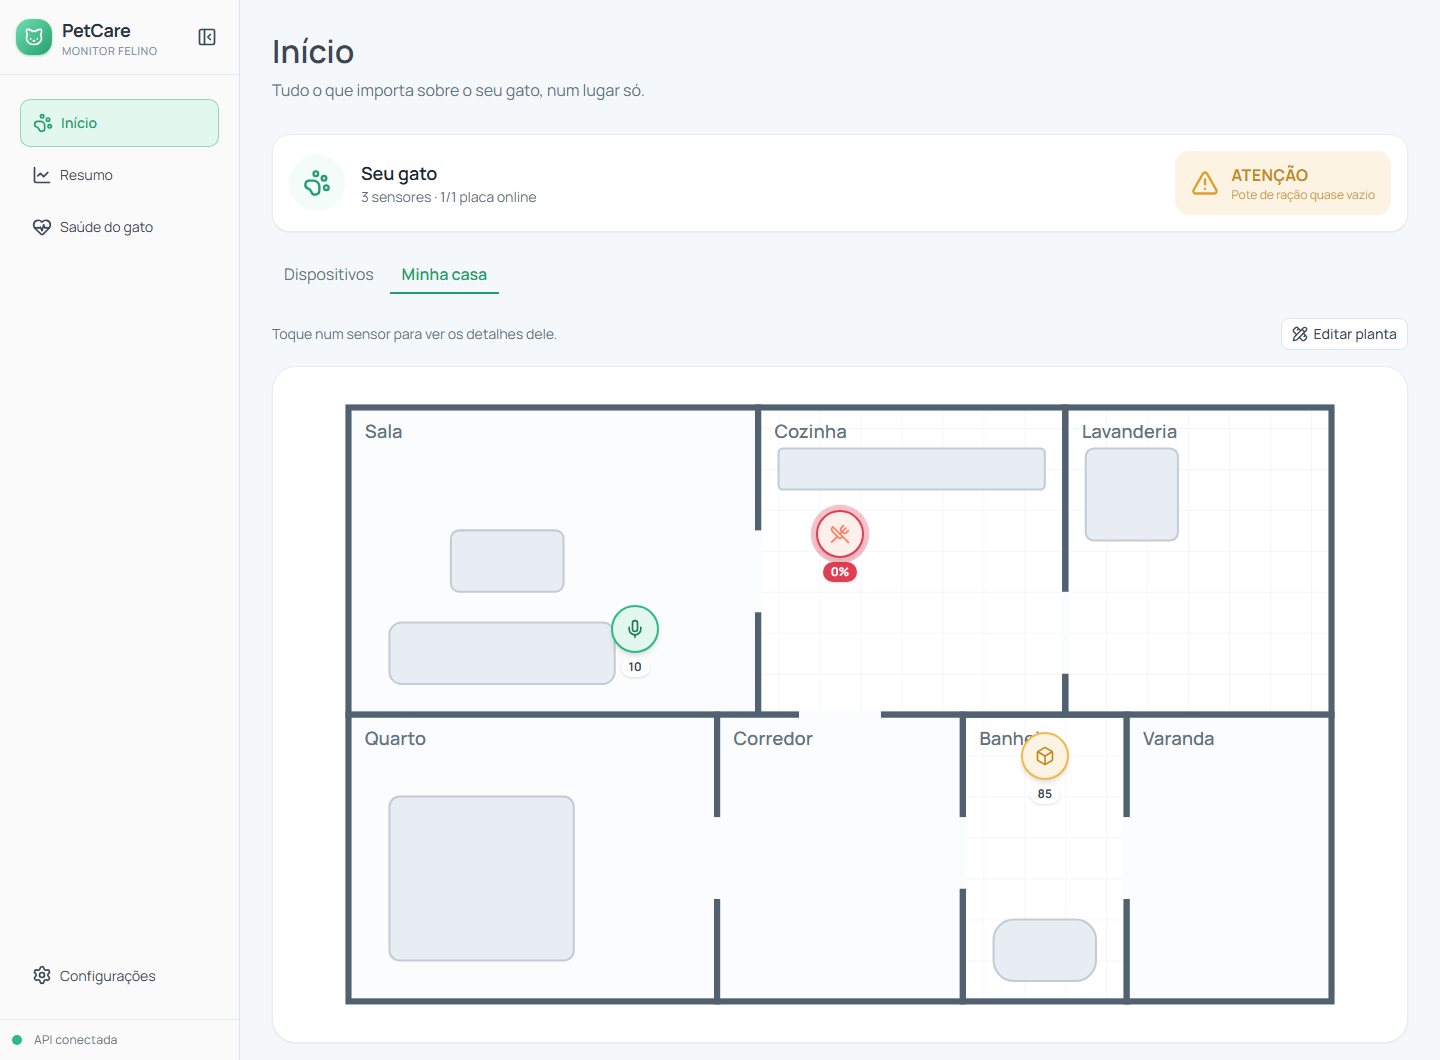 PetCare
MONITOR FELINO
Início
Resumo
Saúde do gato
Configurações
API conectada
Início
Tudo o que importa sobre o seu gato, num lugar só.
Seu gato
3 sensores · 1/1 placa online
ATENÇÃO
Pote de ração quase vazio
Dispositivos
Minha casa
Toque num sensor para ver os detalhes dele.
Editar planta
Sala
Cozinha
Lavanderia
0%
10
Quarto
Corredor
Varanda
85